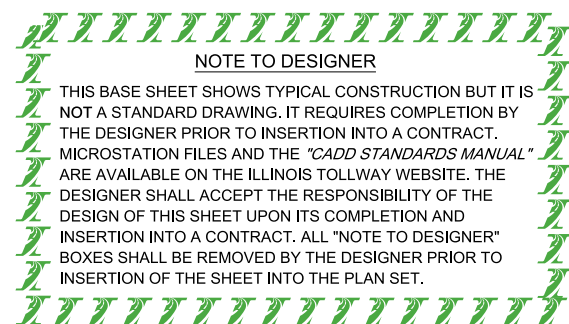 NOTE TO DESIGNER
THIS BASE SHEET SHOWS TYPICAL CONSTRUCTION BUT IT IS
NOT A STANDARD DRAWING. IT REQUIRES COMPLETION BY
THE DESIGNER PRIOR TO INSERTION INTO A CONTRACT.
MICROSTATION FILES AND THE "CADD STANDARDS MANUAL"
ARE AVAILABLE ON THE ILLINOIS TOLLWAY WEBSITE. THE
DESIGNER SHALL ACCEPT THE RESPONSIBILITY OF THE
DESIGN OF THIS SHEET UPON ITS COMPLETION AND
INSERTION INTO A CONTRACT. ALL "NOTE TO DESIGNER"
BOXES SHALL BE REMOVED BY THE DESIGNER PRIOR TO
INSERTION OF THE SHEET INTO THE PLAN SET.